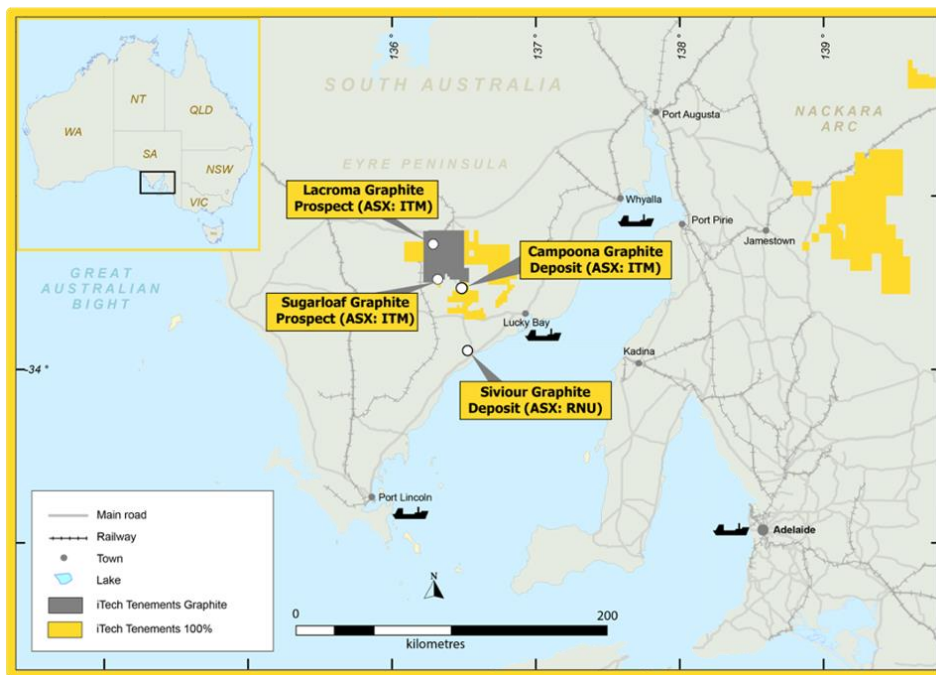 136 °
137 °
138 °
139 °
NT
QLD
WA
SA
NSW
VIC
SOUTH AUSTRALIA
NACKARA
ARC
Port Augusta
EYRE PENINSULA
Lacroma Graphite
Prospect (ASX: ITM)
Whyalla
Port Pirie
Jamestown
Campoona Graphite
Deposit (ASX: ITM)
GREAT
AUSTRALIAN
BIGHT
Sugarloaf Graphite
Prospect (ASX: ITM)
Lucky Bay
Kadina
-34 °
Siviour Graphite
Deposit (ASX: RNU)
Port Lincoln
Adelaide
Main road
Railway
Town
Lake
iTech Tenements Graphite
iTech Tenements 100%
N
0
200
kilometres